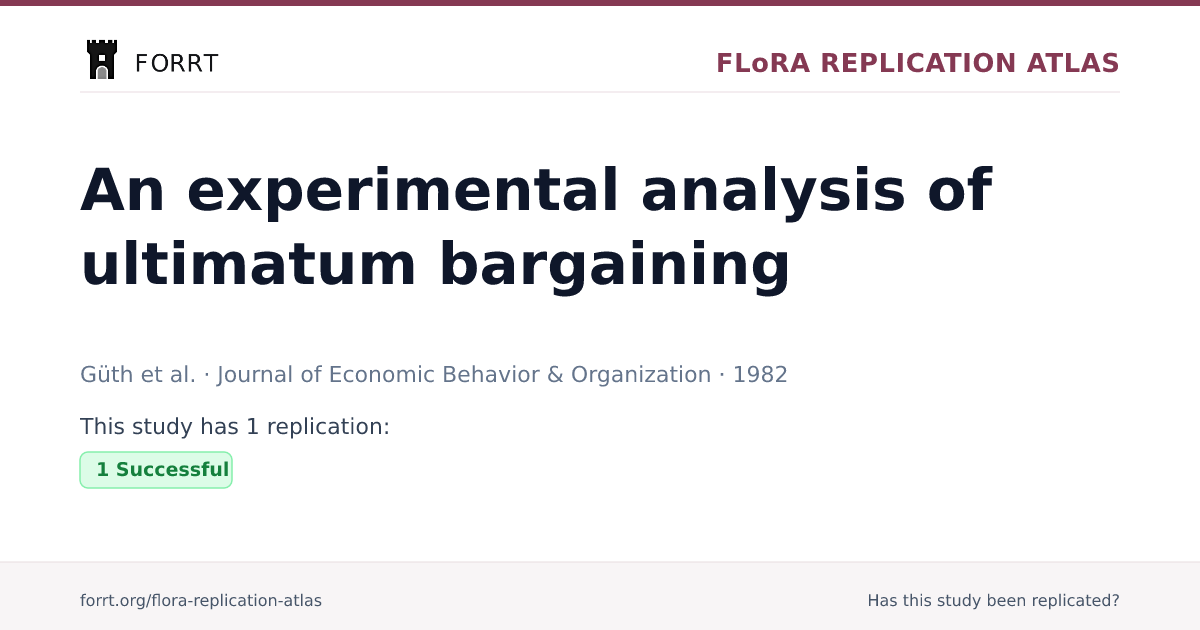 FORRT
FLoRA REPLICATION ATLAS
An experimental analysis of
ultimatum bargaining
Güth et al. · Journal of Economic Behavior & Organization · 1982
This study has 1 replication:
1 Successful
forrt.org/flora-replication-atlas
Has this study been replicated?